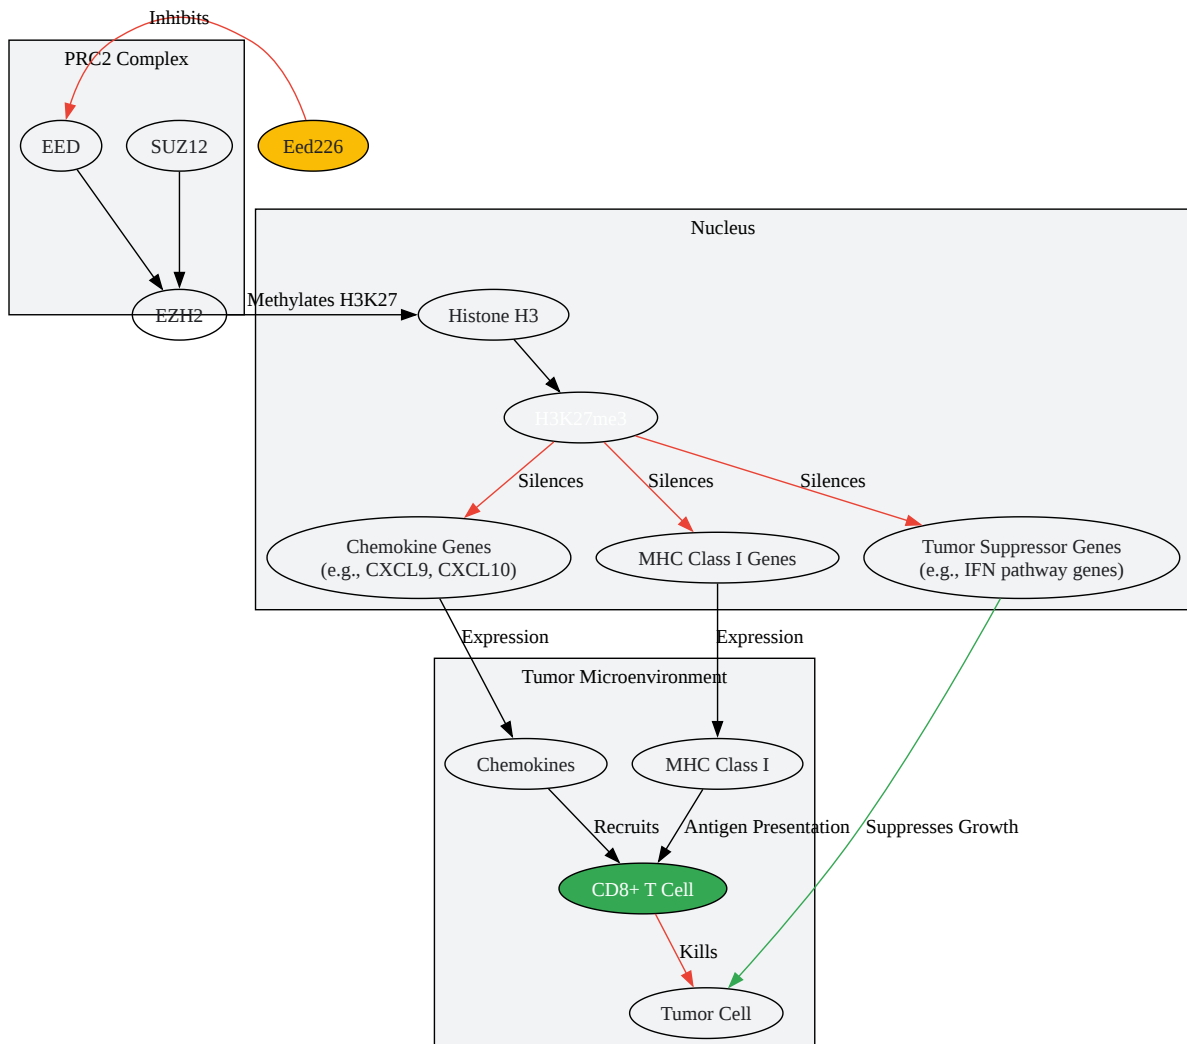 Inhibits
PRC2 Complex
EED
SUZ12
Eed226
Nucleus
EZH2
Methylates H3K27
Histone H3
H3K27me3
Silences
Silences
Silences
Chemokine Genes
(e.g., CXCL9, CXCL10)
MHC Class I Genes
Tumor Suppressor Genes
(e.g., IFN pathway genes)
Expression
Expression
Tumor Microenvironment
Chemokines
MHC Class I
Recruits
Antigen Presentation
Suppresses Growth
CD8+ T Cell
Kills
Tumor Cell